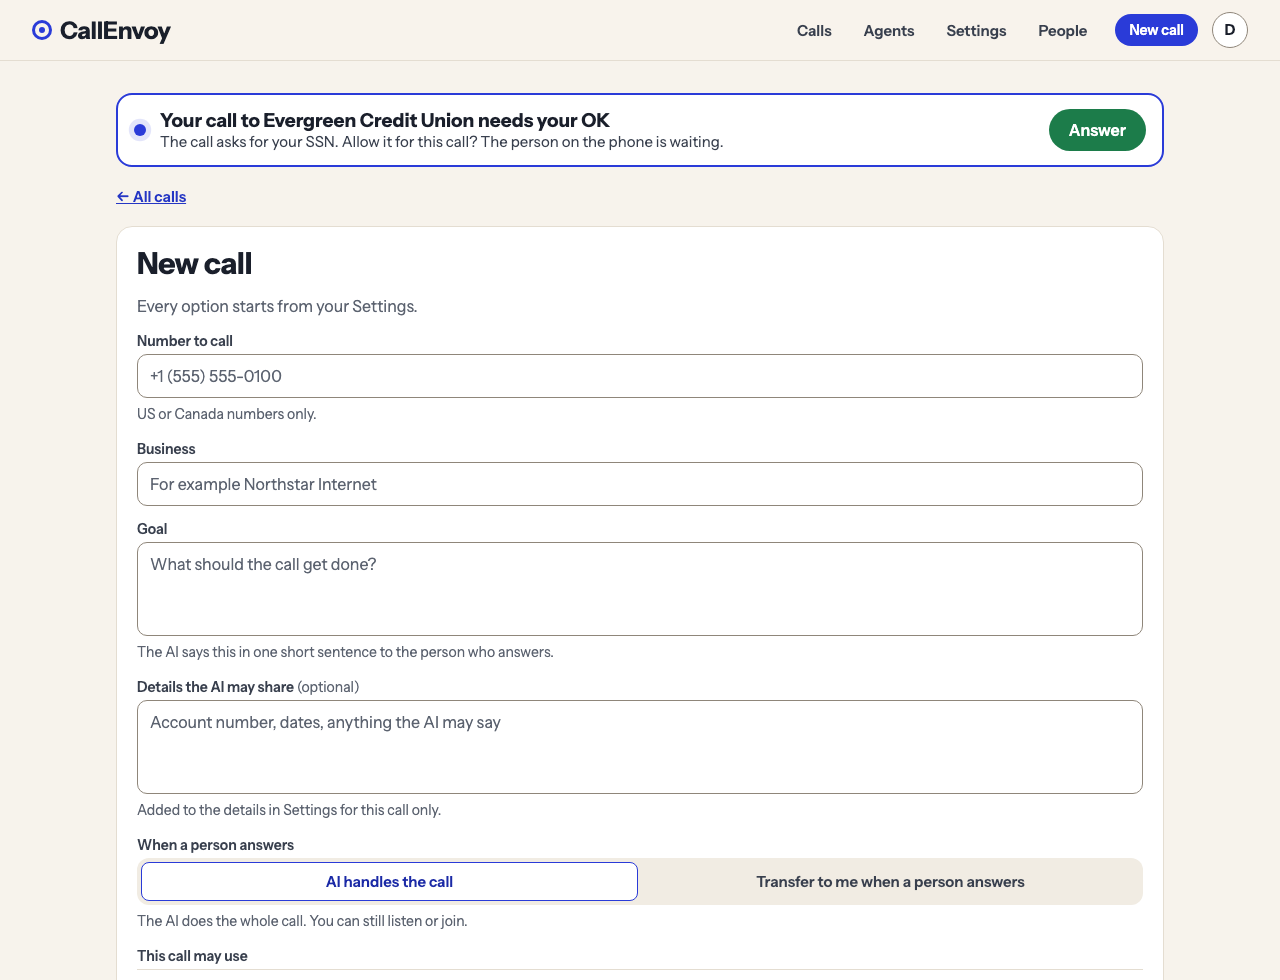 CallEnvoy
Calls
Agents
Settings
People
New call
D
Your call to Evergreen Credit Union needs your OK
The call asks for your SSN. Allow it for this call? The person on the phone is waiting.
Answer
← All calls
New call
Every option starts from your Settings.
Number to call
+1 (555) 555-0100
US or Canada numbers only.
Business
For example Northstar Internet
Goal
What should the call get done?
The AI says this in one short sentence to the person who answers.
Details the AI may share (optional)
Account number, dates, anything the AI may say
Added to the details in Settings for this call only.
When a person answers
AI handles the call
Transfer to me when a person answers
The AI does the whole call. You can still listen or join.
This call may use